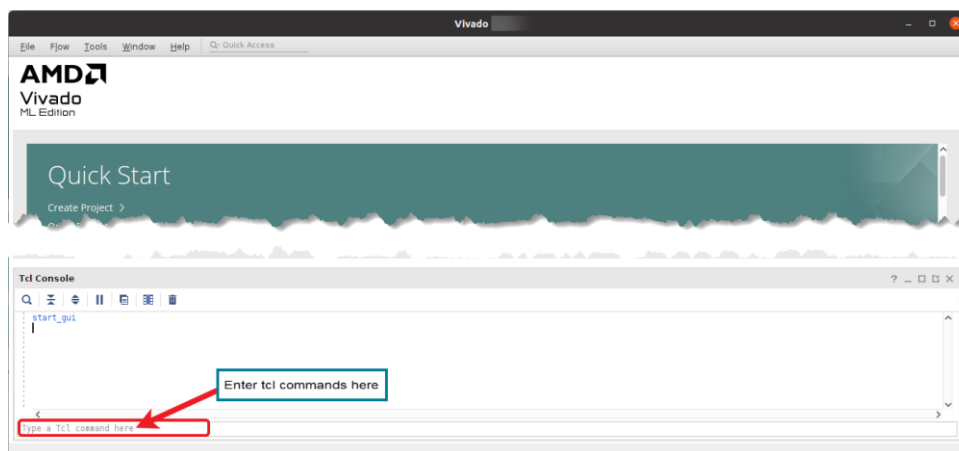 Vivado
File Flow Tools Window Help Quick Access
AMD
Vivado
ML Edition
Quick Start
Create Project >
Tcl Console
start_gui
Enter tcl commands here
Type a Tcl command here